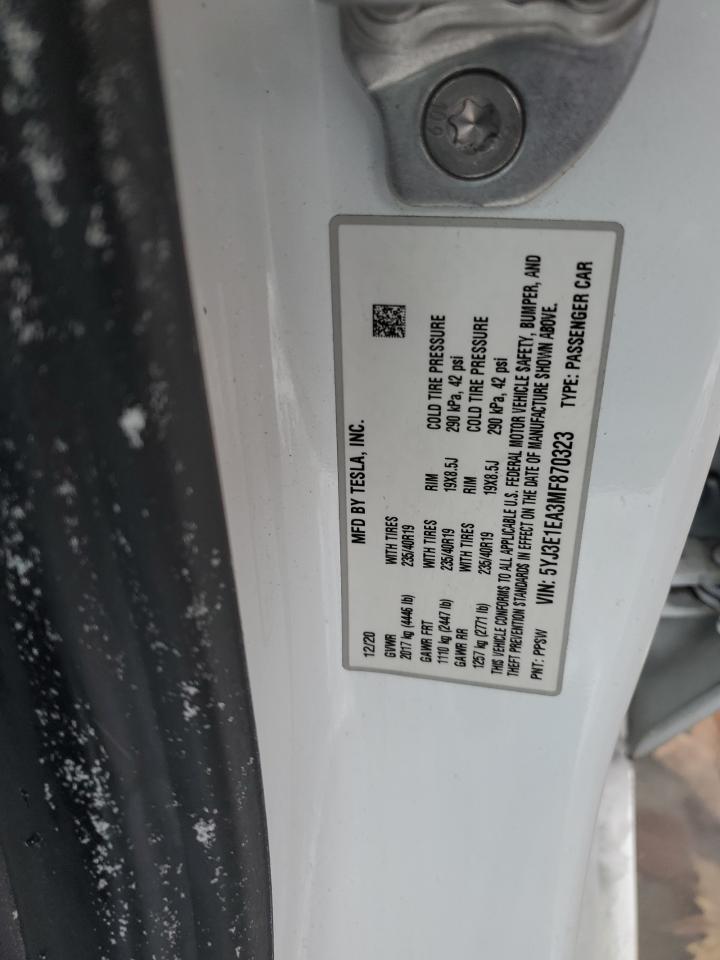 MFD BY TESLA, INC.
12/20
GVWR WITH TIRES RIM COLD TIRE PRESSURE
2017 kg (4446 lb) 235/40R19 19X8.5J 290 kPa, 42 psi
GAWR FRT WITH TIRES RIM COLD TIRE PRESSURE
1110 kg (2447 lb) 235/40R19 19X8.5J 290 kPa, 42 psi
GAWR RR WITH TIRES
1257 kg (2771 lb) 235/40R19
THIS VEHICLE CONFORMS TO ALL APPLICABLE U.S. FEDERAL MOTOR VEHICLE SAFETY, BUMPER, AND
THEFT PREVENTION STANDARDS IN EFFECT ON THE DATE OF MANUFACTURE SHOWN ABOVE.
PNT: PPSW VIN: 5YJ3E1EA3MF870323 TYPE: PASSENGER CAR